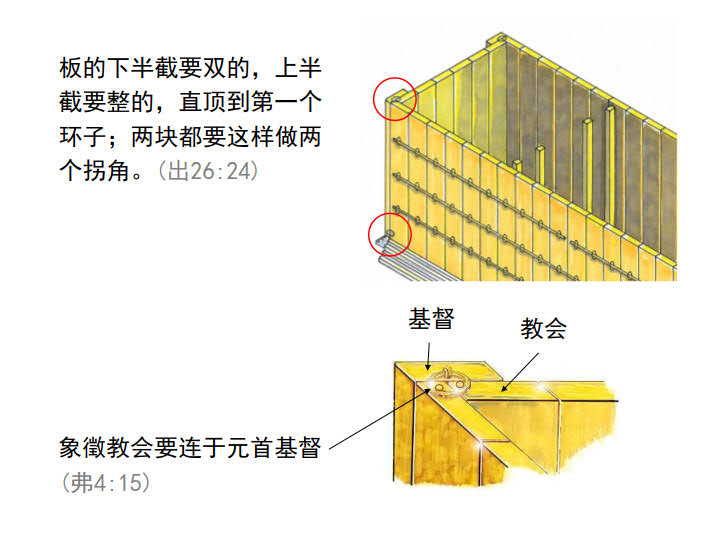 板的下半截要双的，上半
截要整的，直顶到第一个
环子；两块都要这样做两
个拐角。(出26:24)
基督
教会
象徵教会要连于元首基督
(弗4:15)